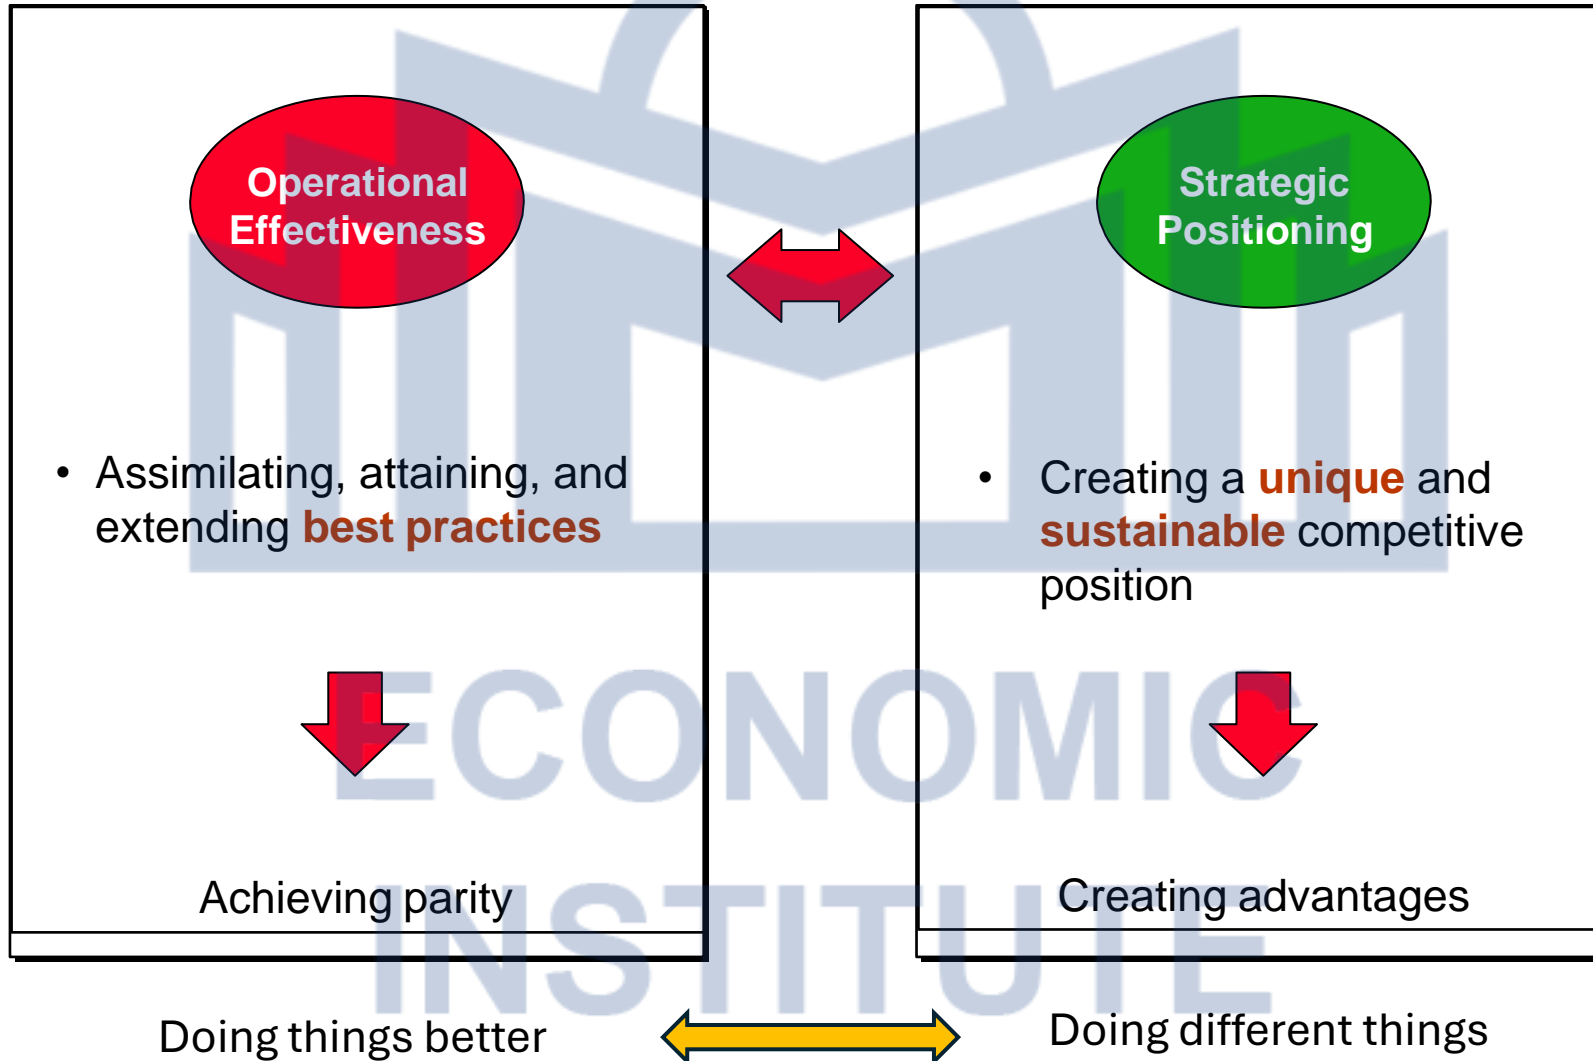 Operational
Effectiveness
• Assimilating, attaining, and
extending best practices
Achieving parity
Doing things better
Strategic
Positioning
• Creating a unique and
sustainable competitive
position
Creating advantages
Doing different things
ECONOMIC
INSTITUTE